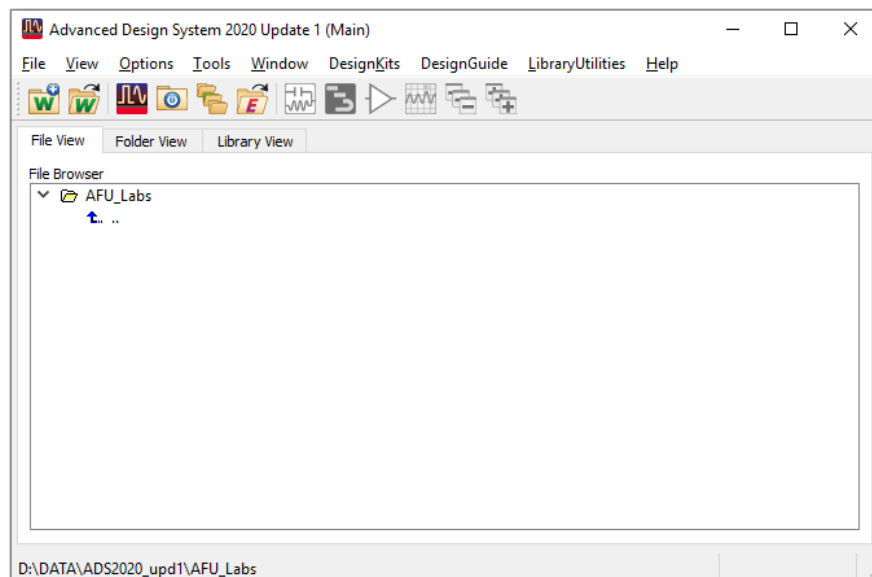 Advanced Design System 2020 Update 1 (Main)
File View Options Tools Window DesignKits DesignGuide LibraryUtilities Help
W W E
File View Folder View Library View
File Browser
AFU_Labs
..
D:\DATA\ADS2020_upd1\AFU_Labs